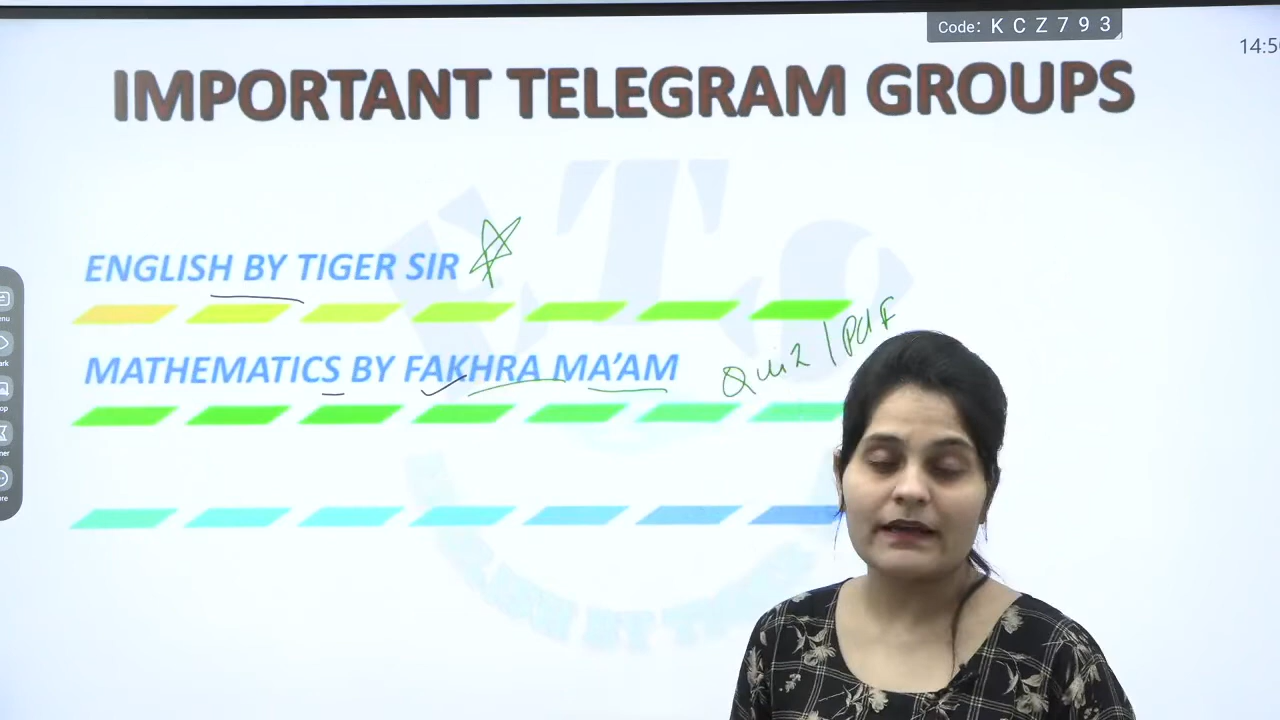 Code: K C Z 7 9 3
14:50
IMPORTANT TELEGRAM GROUPS
ENGLISH BY TIGER SIR
MATHEMATICS BY FAKHRA MA'AM
Quiz / Pdf